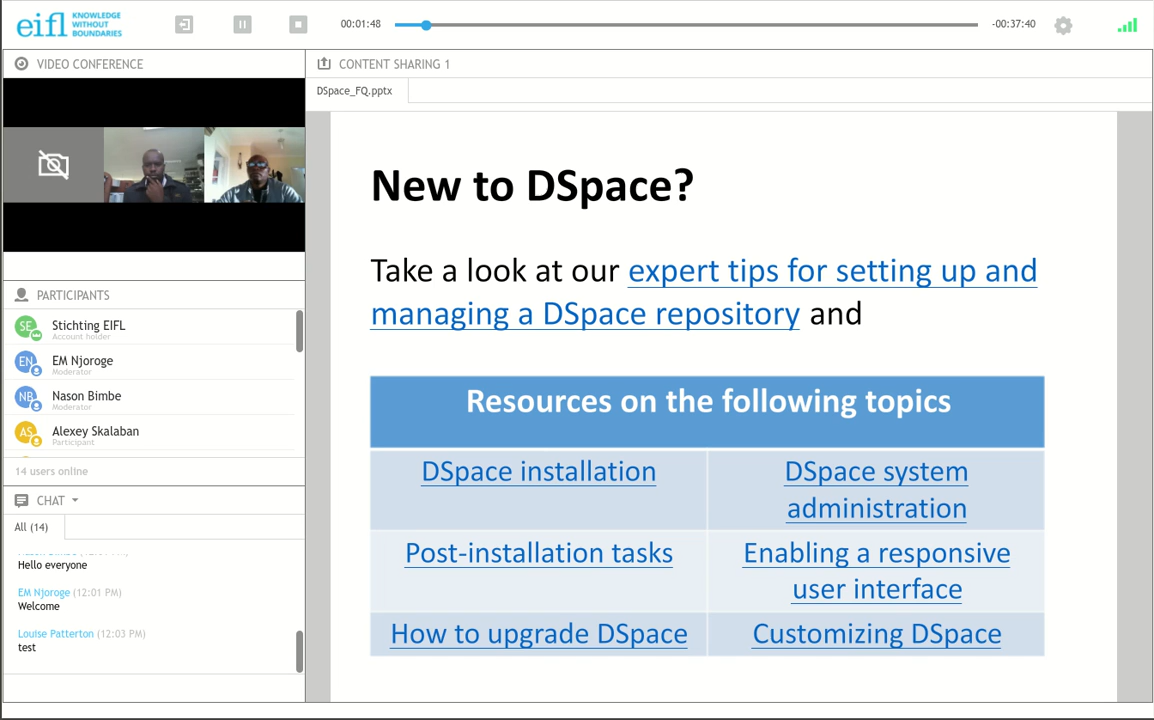 eifl KNOWLEDGE
WITHOUT
BOUNDARIES
00:01:48
-00:37:40
VIDEO CONFERENCE
CONTENT SHARING 1
DSpace_FQ.pptx
New to DSpace?
Take a look at our expert tips for setting up and
managing a DSpace repository and
Resources on the following topics
DSpace installation
DSpace system
administration
Post-installation tasks
Enabling a responsive
user interface
How to upgrade DSpace
Customizing DSpace
PARTICIPANTS
SE Stichting EIFL
Account holder
EN EM Njoroge
Moderator
NB Nason Bimbe
Moderator
AS Alexey Skalaban
Participant
14 users online
CHAT
All (14)
Hello everyone
EM Njoroge (12:01 PM)
Welcome
Louise Patterton (12:03 PM)
test